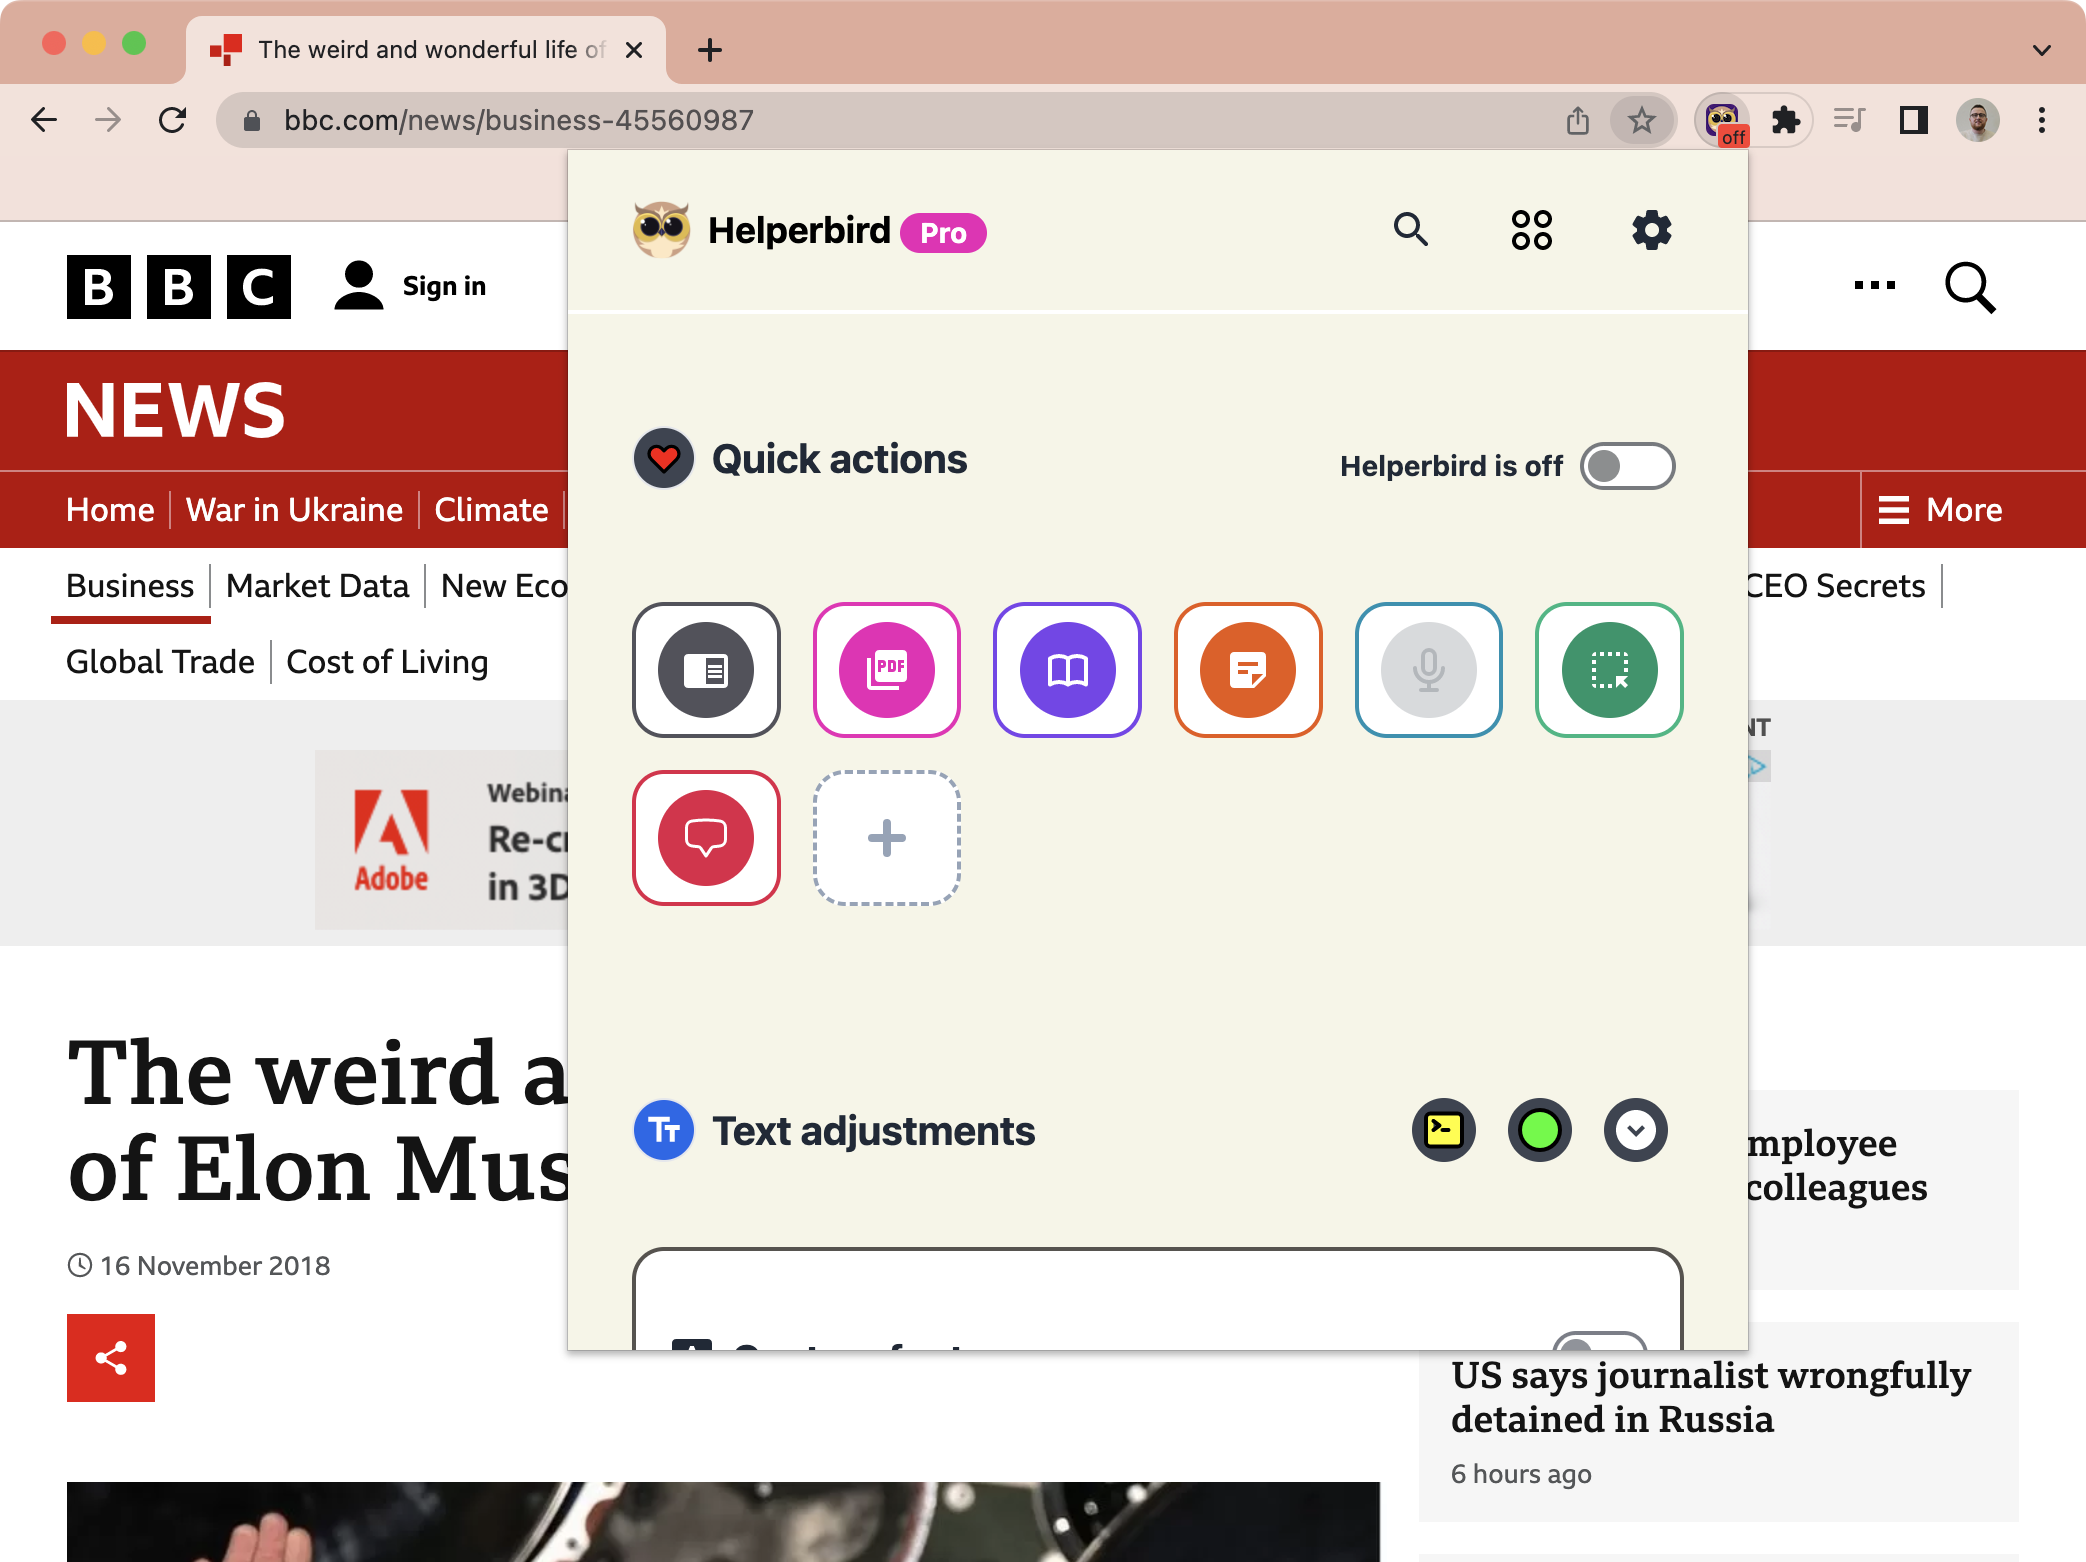 The weird and wonderful life of
bbc.com/news/business-45560987
off
Helperbird Pro
BBC
Sign in
NEWS
Quick actions
Helperbird is off
Home
War in Ukraine
Climate
More
Business
Market Data
New Eco
CEO Secrets
Global Trade
Cost of Living
PDF
NT
Adobe
Webina
Re-cr
in 3D
The weird a
of Elon Mus
Text adjustments
mployee
colleagues
16 November 2018
US says journalist wrongfully
detained in Russia
6 hours ago